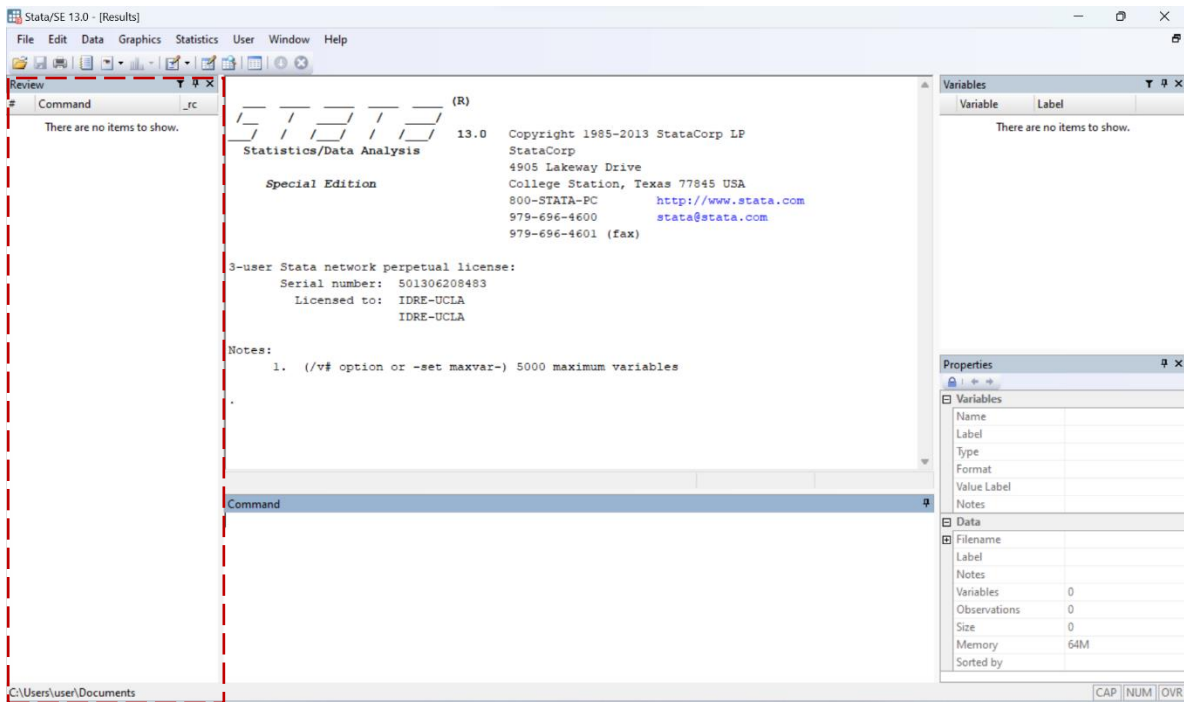 Stata/SE 13.0 - [Results]
File Edit Data Graphics Statistics User Window Help
Review
# Command _rc
There are no items to show.
(R)
13.0 Copyright 1985-2013 StataCorp LP
Statistics/Data Analysis StataCorp
4905 Lakeway Drive
Special Edition College Station, Texas 77845 USA
800-STATA-PC http://www.stata.com
979-696-4600 stata@stata.com
979-696-4601 (fax)
3-user Stata network perpetual license:
Serial number: 501306208483
Licensed to: IDRE-UCLA
IDRE-UCLA
Notes:
1. (/v# option or -set maxvar-) 5000 maximum variables
.
Command
Variables
Variable Label
There are no items to show.
Properties
Variables
Name
Label
Type
Format
Value Label
Notes
Data
Filename
Label
Notes
Variables 0
Observations 0
Size 0
Memory 64M
Sorted by
C:\Users\user\Documents
CAP NUM OVR